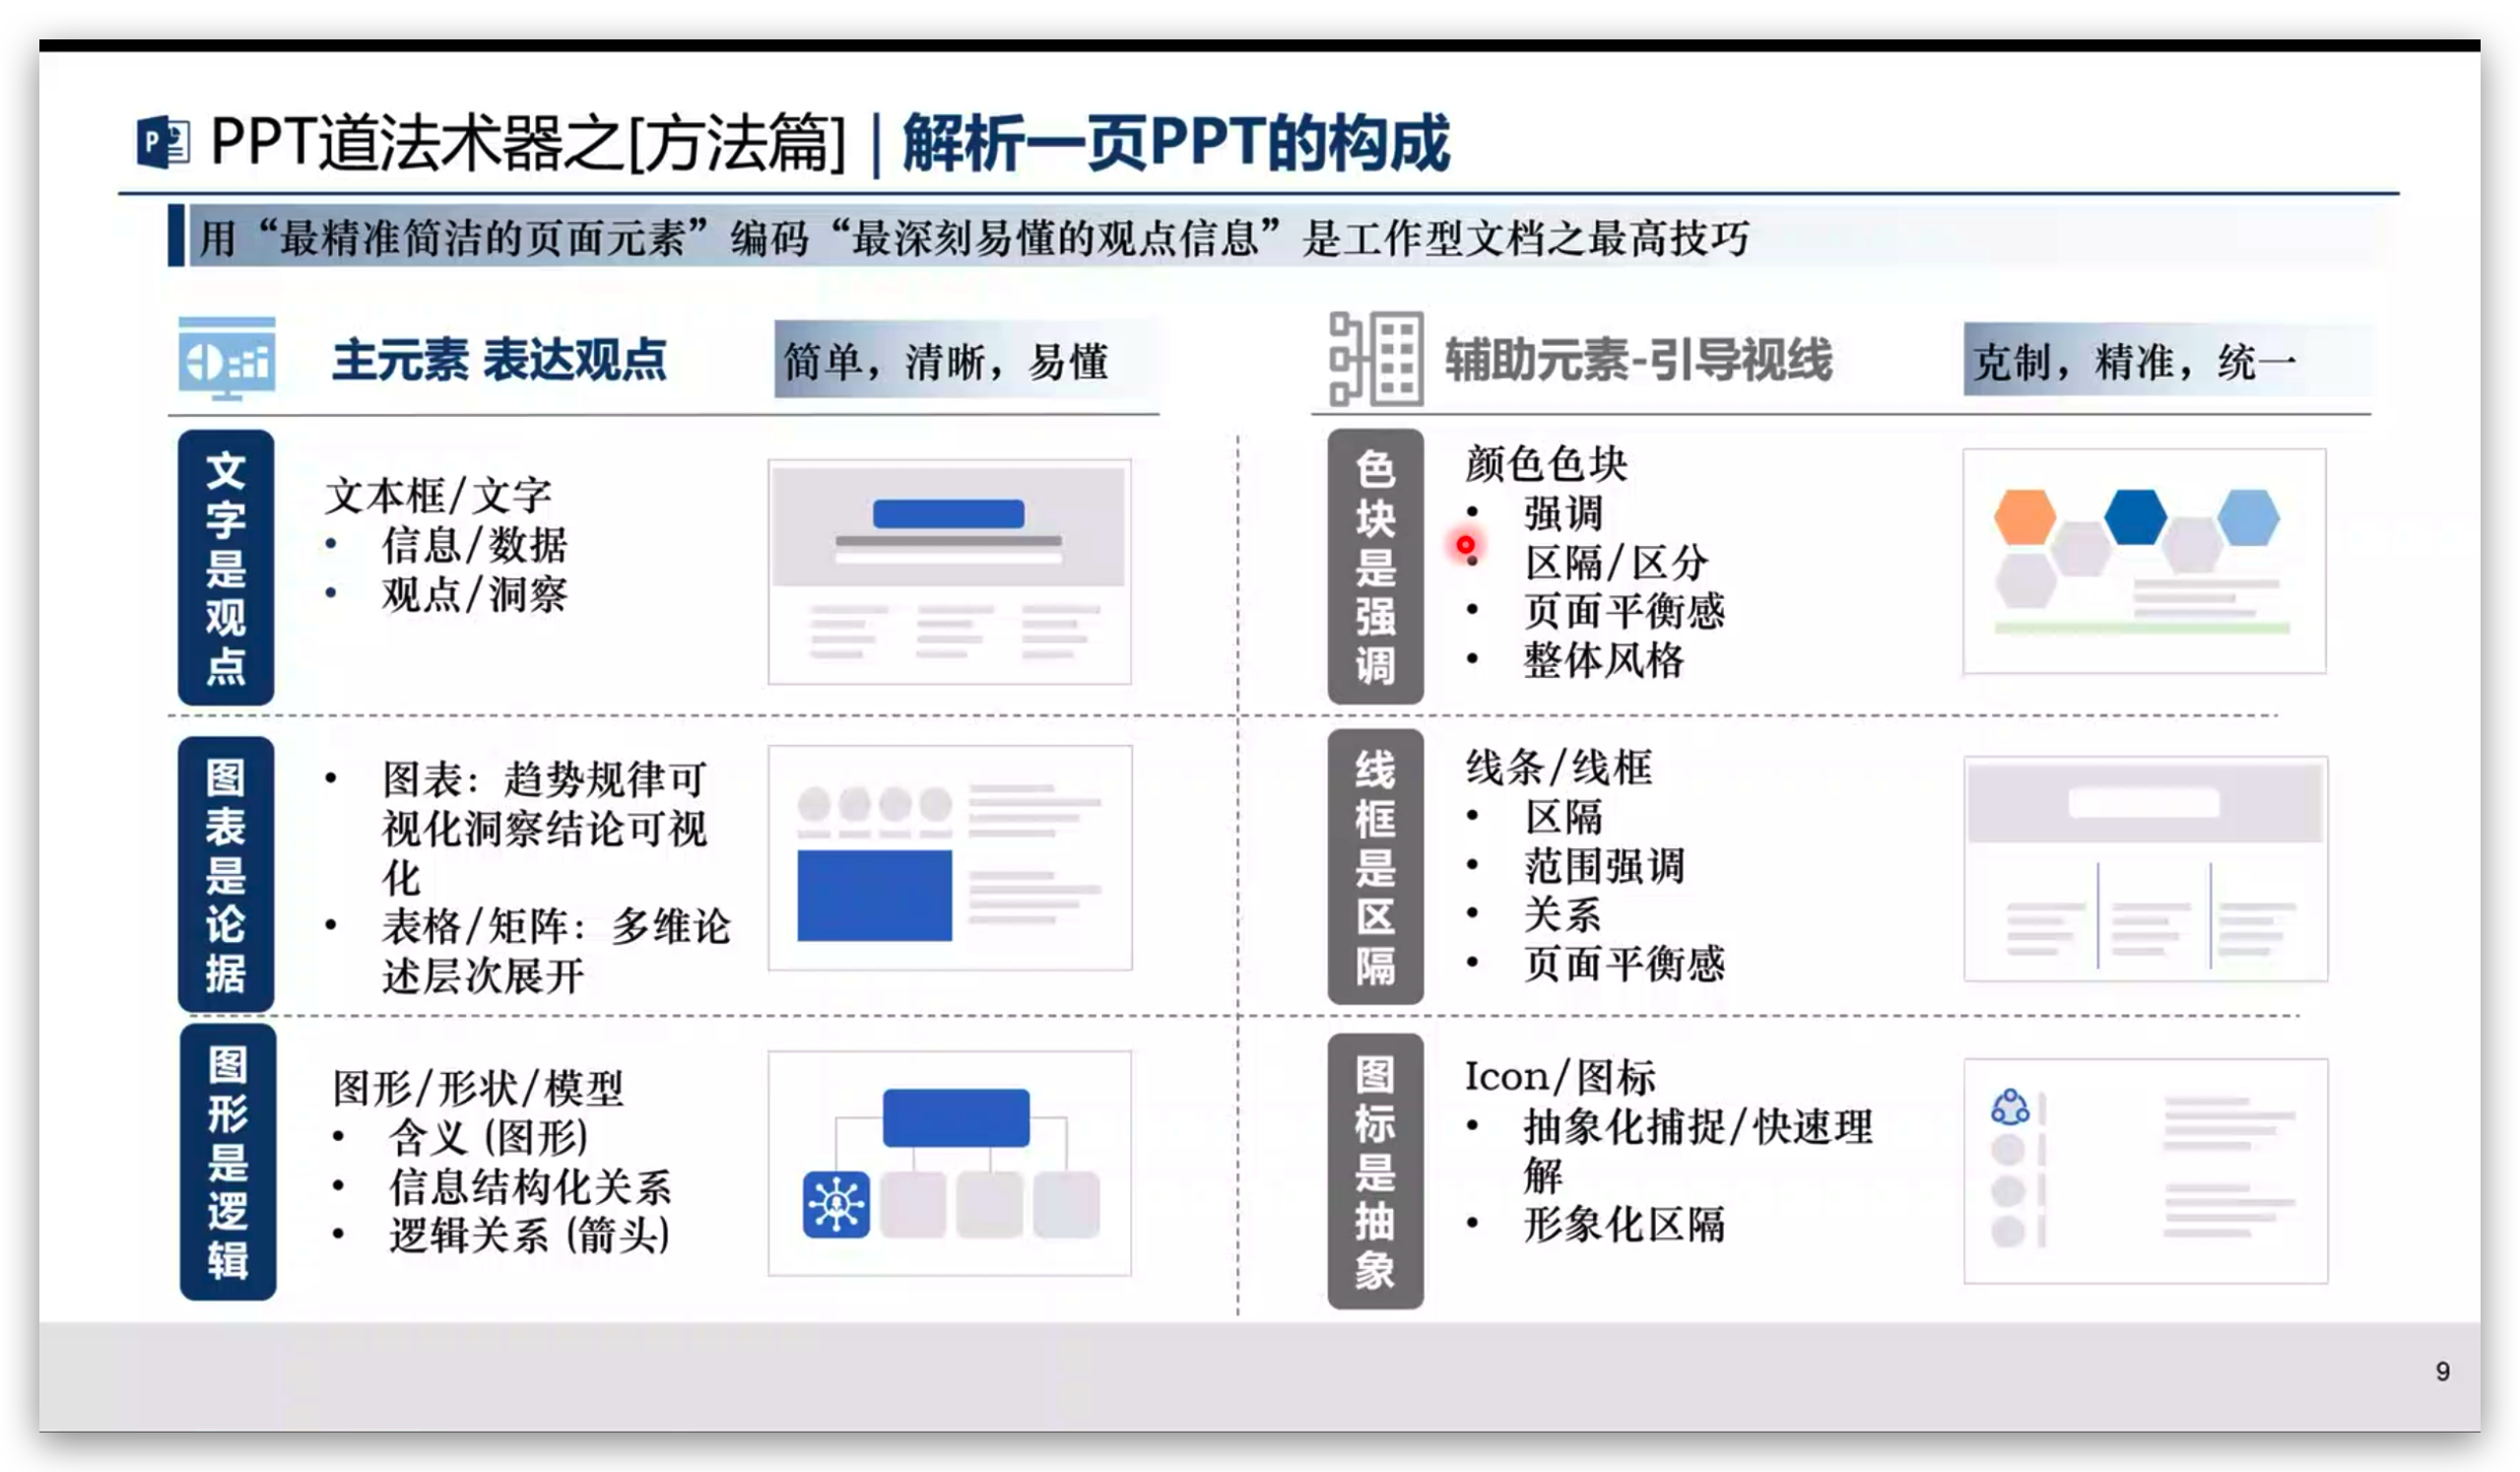 PPT道法术器之[方法篇]|解析一页PPT的构成
用“最精准简洁的页面元素”编码“最深刻易懂的观点信息”是工作型文档之最高技巧
主元素 表达观点
简单，清晰，易懂
文字是观点
文本框/文字
• 信息/数据
• 观点/洞察
图表是论据
• 图表：趋势规律可
视化洞察结论可视
化
• 表格/矩阵：多维论
述层次展开
图形是逻辑
图形/形状/模型
• 含义 (图形)
• 信息结构化关系
• 逻辑关系 (箭头)
辅助元素-引导视线
克制，精准，统一
色块是强调
颜色色块
• 强调
• 区隔/区分
• 页面平衡感
• 整体风格
线框是区隔
线条/线框
• 区隔
• 范围强调
• 关系
• 页面平衡感
图标是抽象
Icon/图标
• 抽象化捕捉/快速理
解
• 形象化区隔
9